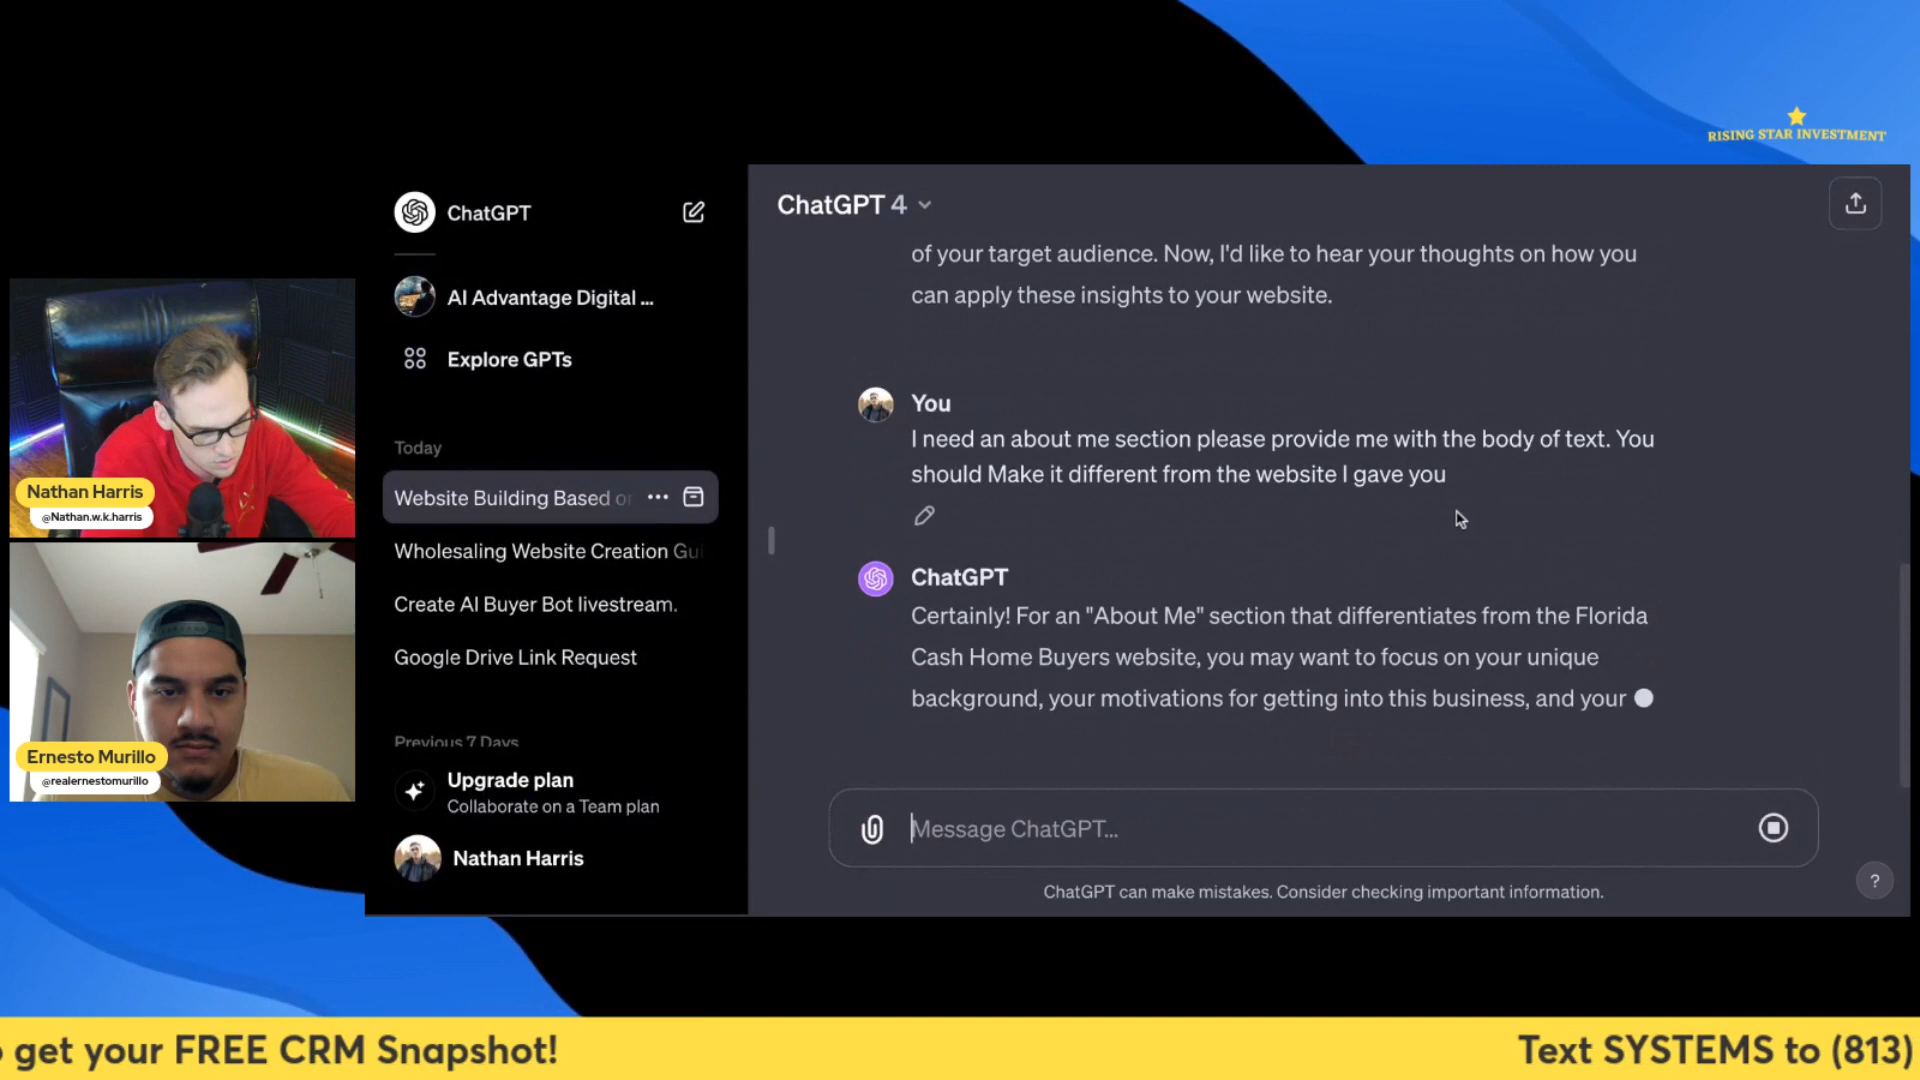 RISING STAR INVESTMENT
ChatGPT
AI Advantage Digital ...
Explore GPTs
Today
Website Building Based o
Wholesaling Website Creation Gui
Create AI Buyer Bot livestream.
Google Drive Link Request
Previous 7 Days
Upgrade plan
Collaborate on a Team plan
Nathan Harris
ChatGPT 4
of your target audience. Now, I'd like to hear your thoughts on how you
can apply these insights to your website.
You
I need an about me section please provide me with the body of text. You
should Make it different from the website I gave you
ChatGPT
Certainly! For an "About Me" section that differentiates from the Florida
Cash Home Buyers website, you may want to focus on your unique
background, your motivations for getting into this business, and your
Message ChatGPT...
ChatGPT can make mistakes. Consider checking important information.
?
Nathan Harris
@Nathan.w.k.harris
Ernesto Murillo
@realernestomurillo
o get your FREE CRM Snapshot!
Text SYSTEMS to (813)